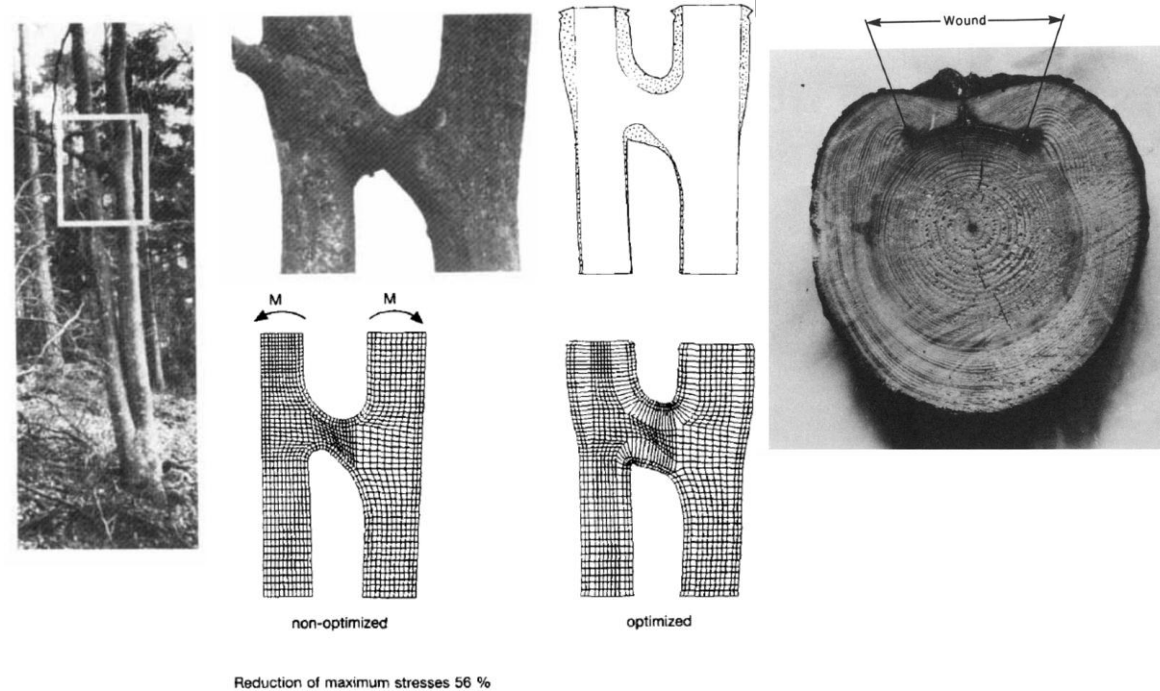 Wound
M
M
non-optimized
optimized
Reduction of maximum stresses 56 %